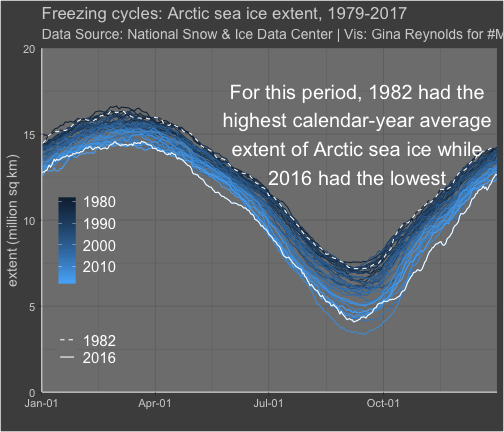 Freezing cycles: Arctic sea ice extent, 1979-2017
Data Source: National Snow & Ice Data Center | Vis: Gina Reynolds for #M
20
15
10
5
0
extent (million sq km)
For this period, 1982 had the
highest calendar-year average
extent of Arctic sea ice while
2016 had the lowest
1980
1990
2000
2010
1982
2016
Jan-01 Apr-01 Jul-01 Oct-01